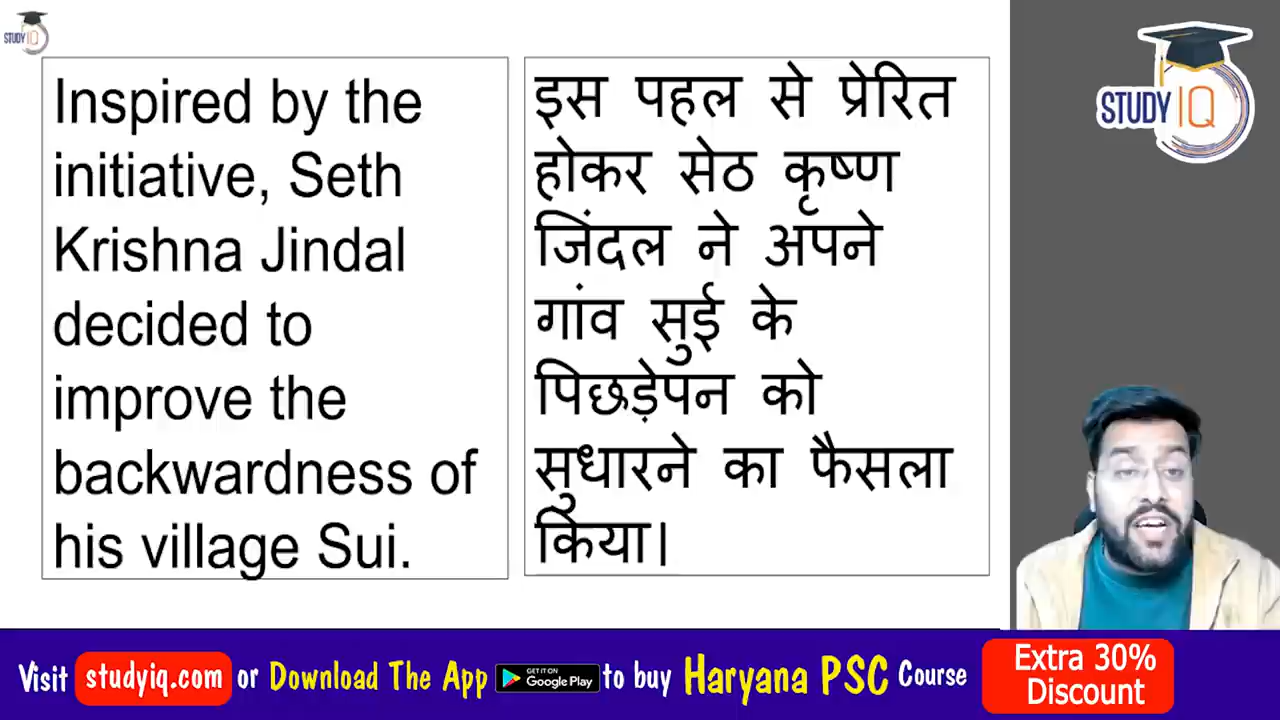 STUDY IQ
Inspired by the
initiative, Seth
Krishna Jindal
decided to
improve the
backwardness of
his village Sui.
इस पहल से प्रेरित
होकर सेठ कृष्ण
जिंदल ने अपने
गांव सुई के
पिछड़ेपन को
सुधारने का फैसला
किया।
STUDY IQ
Visit studyiq.com or Download The App GET IT ON Google Play to buy Haryana PSC Course
Extra 30%
Discount